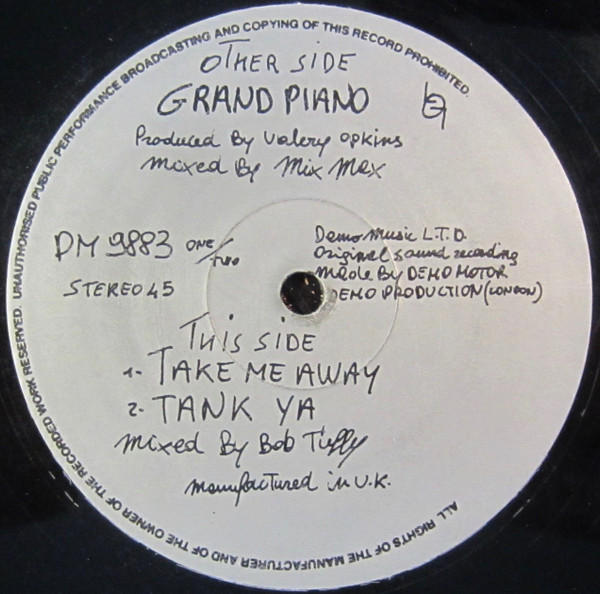 UNAUTHORISED PUBLIC PERFORMANCE BROADCASTING AND COPYING OF THIS RECORD PROHIBITED.
OTHER SIDE
GRAND PIANO
Produced By Valery opkins
Mixed By Mix Max
DM 9883 ONE/TWO
STEREO 45
Demo Music L.T.D.
Original sound recording
Made By DEMO MOTOR
DEMO PRODUCTION (LONDON)
This SIDE
1- TAKE ME AWAY
2- TANK YA
Mixed By Bob Tuffy
manufactured in U.K.
ALL RIGHTS OF THE MANUFACTURER AND OF THE OWNER OF THE RECORDED WORK RESERVED.